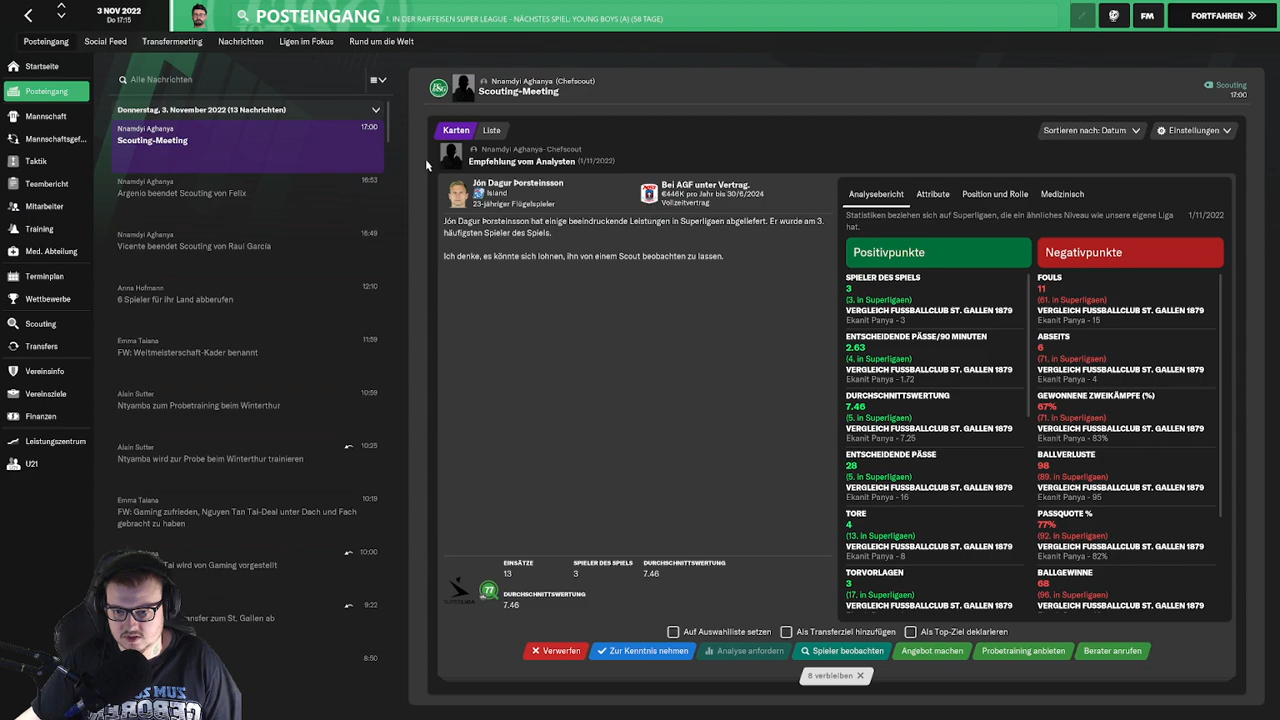 3 NOV 2022
Do 17:15
POSTEINGANG
1. IN DER RAIFFEISEN SUPER LEAGUE - NÄCHSTES SPIEL: YOUNG BOYS (A) (58 TAGE)
FM
FORTFAHREN
Posteingang
Social Feed
Transfermeeting
Nachrichten
Ligen im Fokus
Rund um die Welt
Startseite
Posteingang
Mannschaft
Mannschaftsgef...
Taktik
Teambericht
Mitarbeiter
Training
Med. Abteilung
Terminplan
Wettbewerbe
Scouting
Transfers
Vereinsinfo
Vereinsziele
Finanzen
Leistungszentrum
U21
Alle Nachrichten
Donnerstag, 3. November 2022 (13 Nachrichten)
Nnamdyi Aghanya
17:00
Scouting-Meeting
Nnamdyi Aghanya
16:53
Argenio beendet Scouting von Felix
Nnamdyi Aghanya
16:49
Vicente beendet Scouting von Raul García
Anna Hofmann
12:10
6 Spieler für ihr Land abberufen
Emma Taiana
11:59
FW: Weltmeisterschaft-Kader benannt
Alain Sutter
10:59
Ntyamba zum Probetraining beim Winterthur
Alain Sutter
10:25
Ntyamba wird zur Probe beim Winterthur trainieren
Emma Taiana
10:19
FW: Gaming zufrieden, Nguyen Tan Tai-Deal unter Dach und Fach
gebracht zu haben
10:00
Tai wird von Gaming vorgestellt
9:22
sfer zum St. Gallen ab
8:50
Nnamdyi Aghanya (Chefscout)
Scouting-Meeting
Scouting
17:00
Karten
Liste
Sortieren nach: Datum
Einstellungen
Nnamdyi Aghanya- Chefscout
Empfehlung vom Analysten (1/11/2022)
Jón Dagur Þorsteinsson
Island
23-jähriger Flügelspieler
Bei AGF unter Vertrag.
€446K pro Jahr bis 30/6/2024
Vollzeitvertrag
Jón Dagur Þorsteinsson hat einige beeindruckende Leistungen in Superligaen abgeliefert. Er wurde am 3.
häufigsten Spieler des Spiels.
Ich denke, es könnte sich lohnen, ihn von einem Scout beobachten zu lassen.
EINSÄTZE
13
SPIELER DES SPIELS
3
DURCHSCHNITTSWERTUNG
7.46
SUPERLIGA
77
DURCHSCHNITTSWERTUNG
7.46
Analysebericht
Attribute
Position und Rolle
Medizinisch
Statistiken beziehen sich auf Superligaen, die ein ähnliches Niveau wie unsere eigene Liga
hat.
1/11/2022
Positivpunkte
SPIELER DES SPIELS
3
(3. in Superligaen)
VERGLEICH FUSSBALLCLUB ST. GALLEN 1879
Ekanit Panya - 3
ENTSCHEIDENDE PÄSSE/90 MINUTEN
2.63
(4. in Superligaen)
VERGLEICH FUSSBALLCLUB ST. GALLEN 1879
Ekanit Panya - 1.72
DURCHSCHNITTSWERTUNG
7.46
(5. in Superligaen)
VERGLEICH FUSSBALLCLUB ST. GALLEN 1879
Ekanit Panya - 7.25
ENTSCHEIDENDE PÄSSE
28
(5. in Superligaen)
VERGLEICH FUSSBALLCLUB ST. GALLEN 1879
Ekanit Panya - 16
TORE
4
(13. in Superligaen)
VERGLEICH FUSSBALLCLUB ST. GALLEN 1879
Ekanit Panya - 8
TORVORLAGEN
3
(17. in Superligaen)
VERGLEICH FUSSBALLCLUB ST. GALLEN 1879
Negativpunkte
FOULS
11
(61. in Superligaen)
VERGLEICH FUSSBALLCLUB ST. GALLEN 1879
Ekanit Panya - 15
ABSEITS
6
(71. in Superligaen)
VERGLEICH FUSSBALLCLUB ST. GALLEN 1879
Ekanit Panya - 4
GEWONNENE ZWEIKÄMPFE (%)
67%
(71. in Superligaen)
VERGLEICH FUSSBALLCLUB ST. GALLEN 1879
Ekanit Panya - 83%
BALLVERLUSTE
98
(89. in Superligaen)
VERGLEICH FUSSBALLCLUB ST. GALLEN 1879
Ekanit Panya - 95
PASSQUOTE %
77%
(92. in Superligaen)
VERGLEICH FUSSBALLCLUB ST. GALLEN 1879
Ekanit Panya - 82%
BALLGEWINNE
68
(96. in Superligaen)
VERGLEICH FUSSBALLCLUB ST. GALLEN 1879
Auf Auswahlliste setzen
Als Transferziel hinzufügen
Als Top-Ziel deklarieren
Verwerfen
Zur Kenntnis nehmen
Analyse anfordern
Spieler beobachten
Angebot machen
Probetraining anbieten
Berater anrufen
8 verbleiben